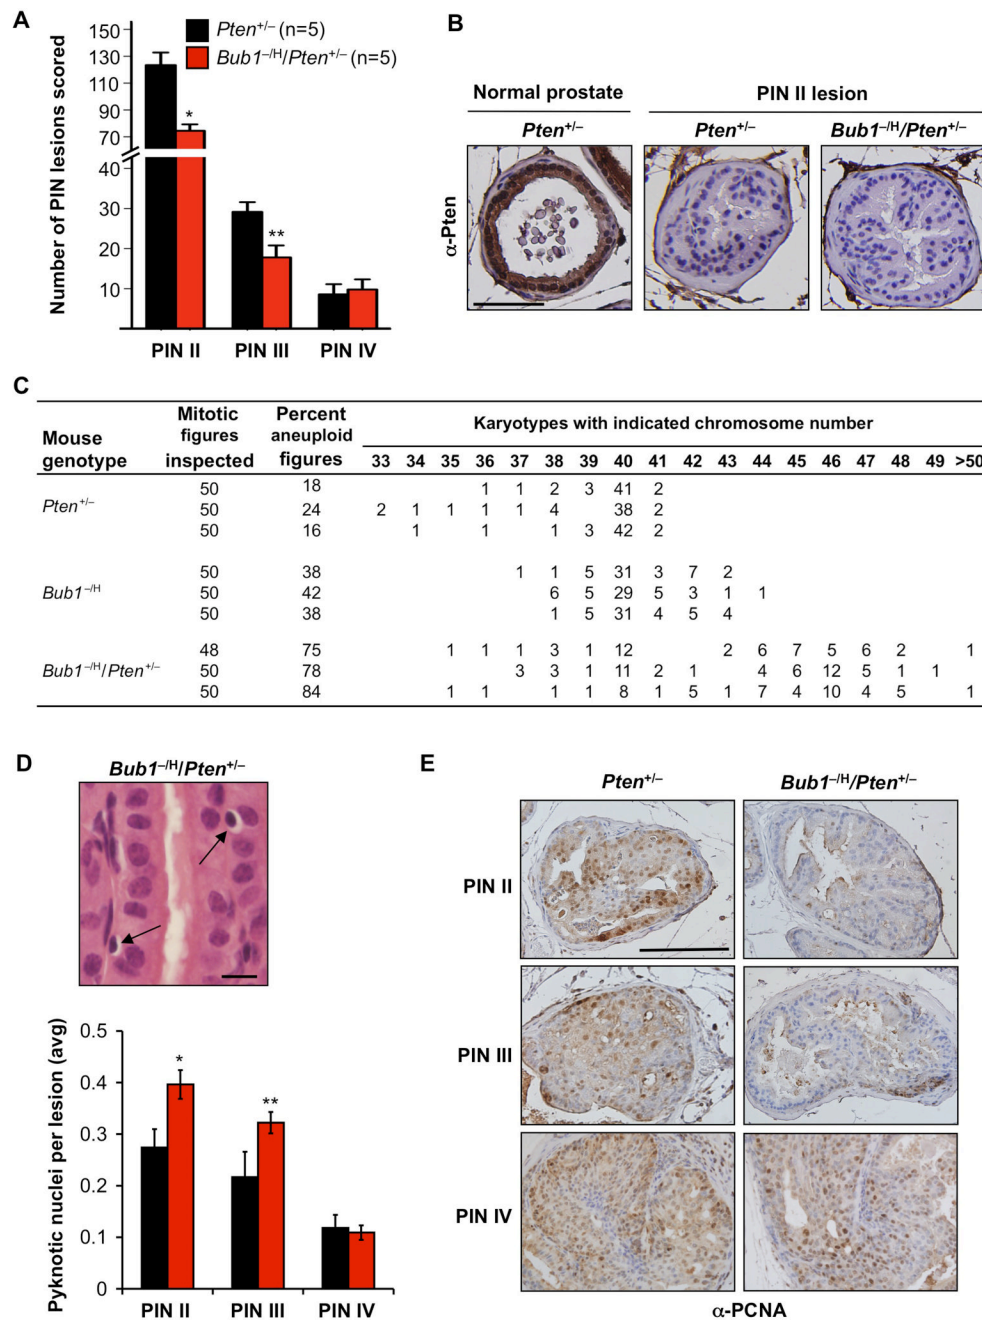 A
Number of PIN lesions scored
150
130
110
90
70
40
30
20
10
Pten+/– (n=5)
Bub1–/H/Pten+/– (n=5)
*
**
PIN II PIN III PIN IV
B
Normal prostate PIN II lesion
Pten+/– Pten+/– Bub1–/H/Pten+/–
α-Pten
C
Mouse genotype
Mitotic figures inspected
Percent aneuploid figures
Karyotypes with indicated chromosome number
33 34 35 36 37 38 39 40 41 42 43 44 45 46 47 48 49 >50
Pten+/–
50 18 1 1 2 3 41 2
50 24 2 1 1 1 1 4 38 2
50 16 1 1 1 3 42 2
Bub1–/H
50 38 1 1 5 31 3 7 2
50 42 6 5 29 5 3 1 1
50 38 1 5 31 4 5 4
Bub1–/H/Pten+/–
48 75 1 1 1 3 1 12 2 6 7 5 6 2 1
50 78 3 3 1 11 2 1 4 6 12 5 1 1
50 84 1 1 1 1 8 1 5 1 7 4 10 4 5 1
D
Bub1–/H/Pten+/–
Pyknotic nuclei per lesion (avg)
0.5
0.4
0.3
0.2
0.1
0
*
**
PIN II PIN III PIN IV
E
Pten+/– Bub1–/H/Pten+/–
PIN II
PIN III
PIN IV
α-PCNA